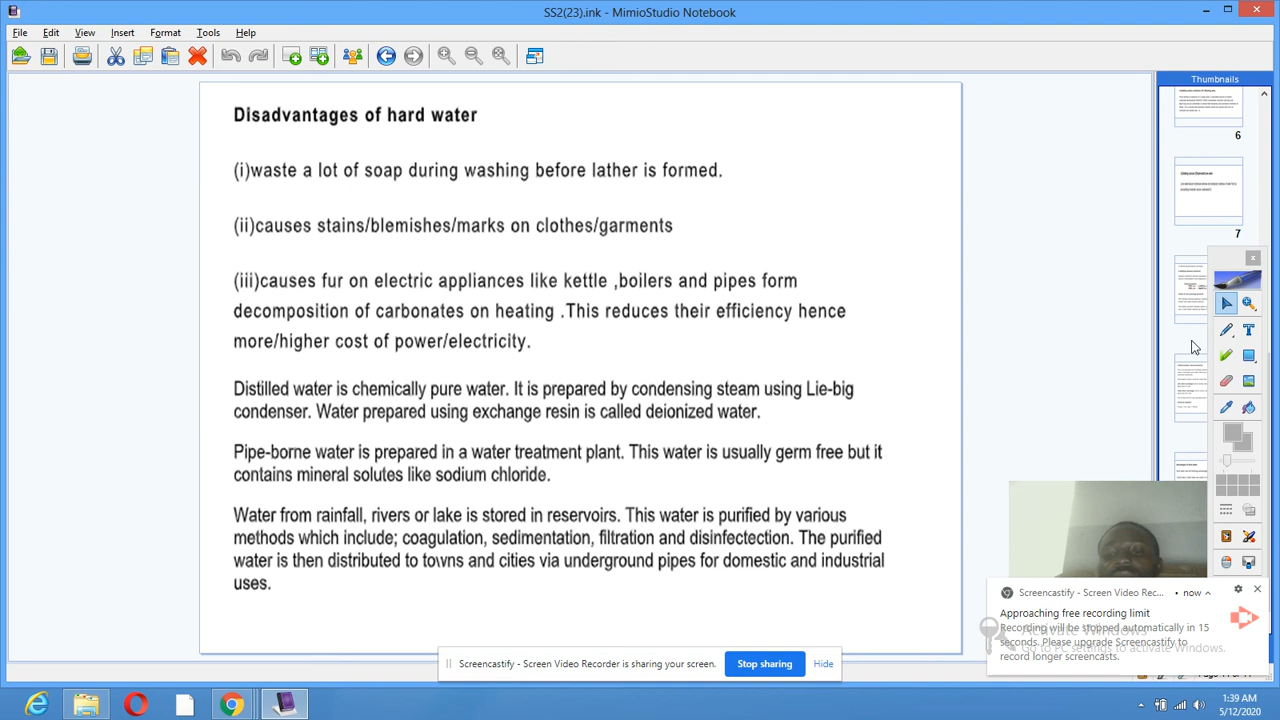 SS2(23).ink - MimioStudio Notebook
File Edit View Insert Format Tools Help
Thumbnails
Disadvantages of hard water
(i)waste a lot of soap during washing before lather is formed.
(ii)causes stains/blemishes/marks on clothes/garments
(iii)causes fur on electric appliances like kettle ,boilers and pipes form
decomposition of carbonates on heating .This reduces their efficiency hence
more/higher cost of power/electricity.
Distilled water is chemically pure water. It is prepared by condensing steam using Lie-big
condenser. Water prepared using exchange resin is called deionized water.
Pipe-borne water is prepared in a water treatment plant. This water is usually germ free but it
contains mineral solutes like sodium chloride.
Water from rainfall, rivers or lake is stored in reservoirs. This water is purified by various
methods which include; coagulation, sedimentation, filtration and disinfectection. The purified
water is then distributed to towns and cities via underground pipes for domestic and industrial
uses.
6
7
Screencastify - Screen Video Rec... • now
Approaching free recording limit
Recording will be stopped automatically in 15
seconds. Please upgrade Screencastify to
record longer screencasts.
Activate Windows
Go to PC settings to activate Windows.
Screencastify - Screen Video Recorder is sharing your screen. Stop sharing Hide
1:39 AM
5/12/2020